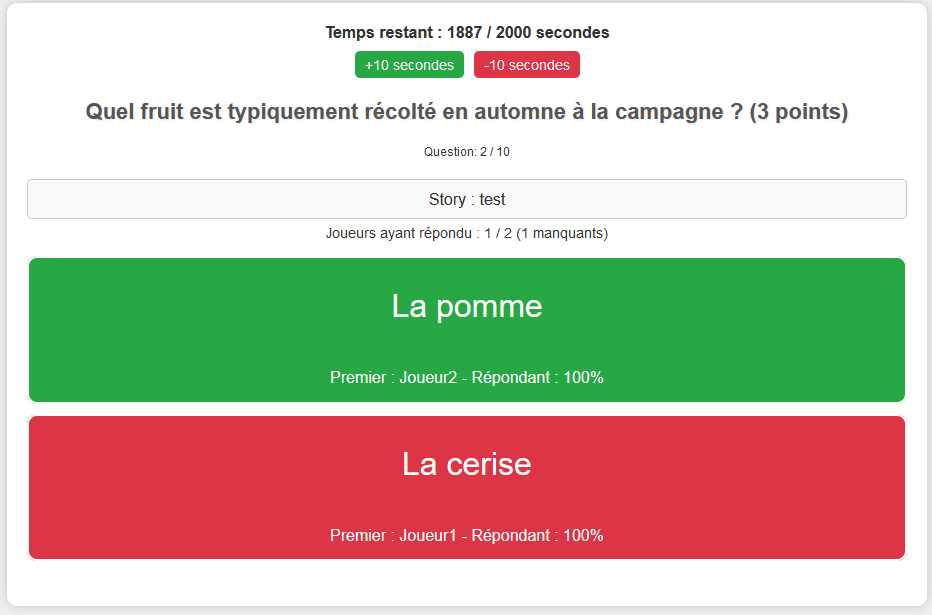 Temps restant : 1887 / 2000 secondes
+10 secondes -10 secondes
Quel fruit est typiquement récolté en automne à la campagne ? (3 points)
Question: 2 / 10
Story : test
Joueurs ayant répondu : 1 / 2 (1 manquants)
La pomme
Premier : Joueur2 - Répondant : 100%
La cerise
Premier : Joueur1 - Répondant : 100%